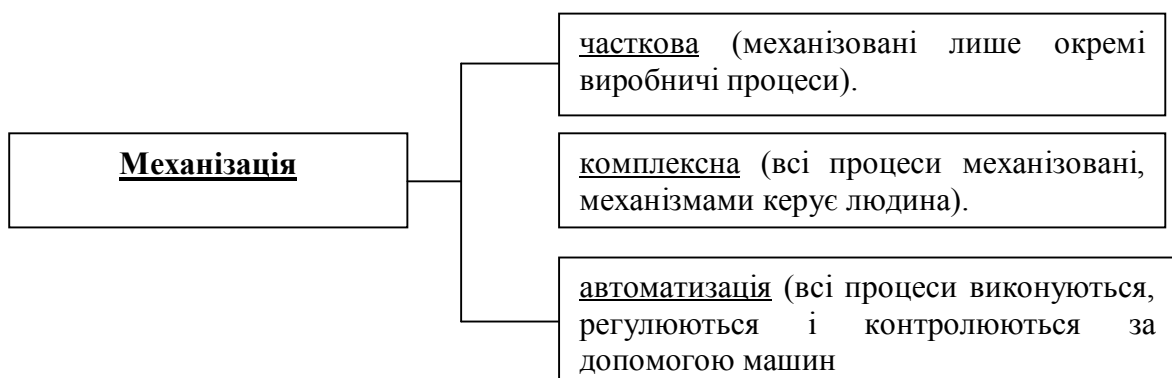 часткова (механізовані лише окремі
виробничі процеси).
Механізація
комплексна (всі процеси механізовані,
механізмами керує людина).
автоматизація (всі процеси виконуються,
регулюються і контролюються за
допомогою машин